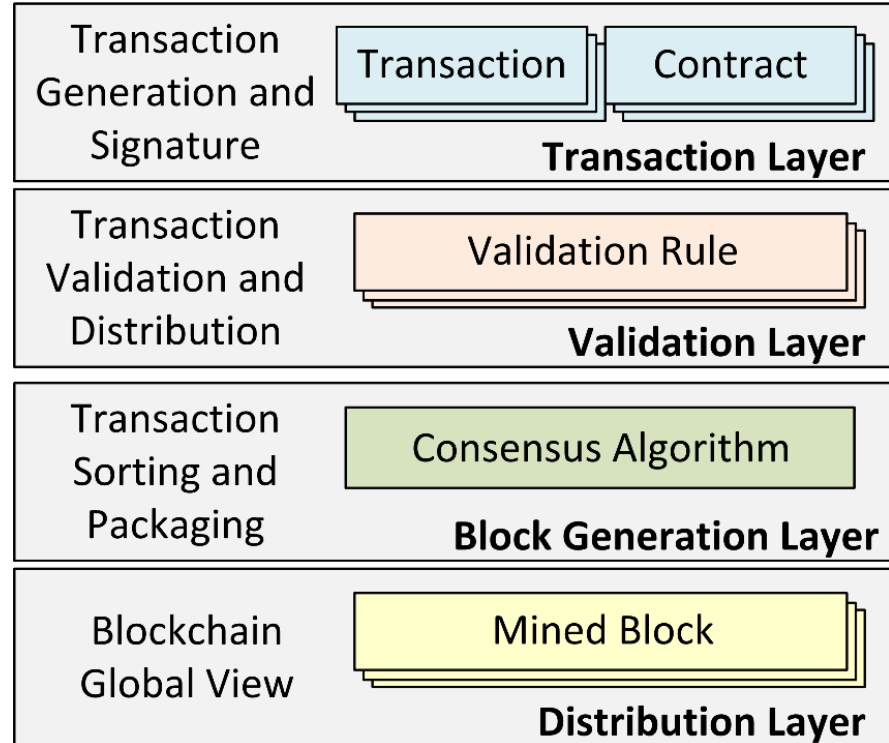 Transaction
Generation and
Signature
Transaction
Contract
Transaction Layer
Transaction
Validation and
Distribution
Validation Rule
Validation Layer
Transaction
Sorting and
Packaging
Consensus Algorithm
Block Generation Layer
Blockchain
Global View
Mined Block
Distribution Layer